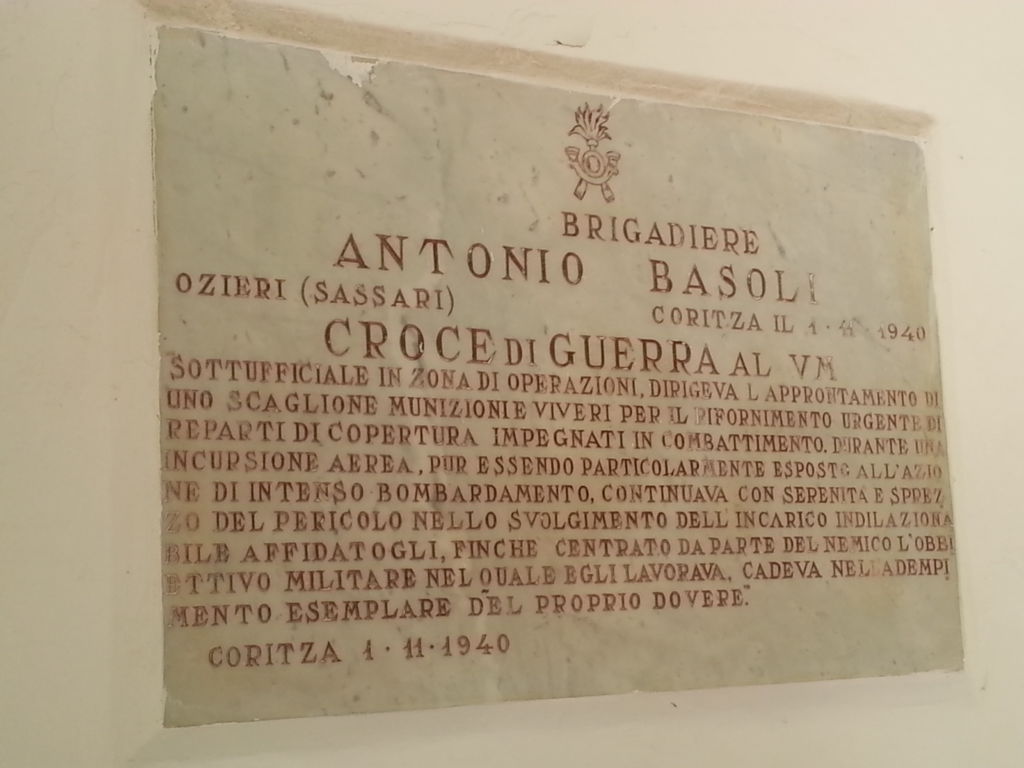 BRIGADIERE
ANTONIO BASOLI
OZIERI (SASSARI)
CORITZA IL 1·11·1940
CROCE DI GUERRA AL VM
SOTTUFFICIALE IN ZONA DI OPERAZIONI, DIRIGEVA L APPRONTAMENTO DI
UNO SCAGLIONE MUNIZIONI E VIVERI PER IL RIFORNIMENTO URGENTE DI
REPARTI DI COPERTURA IMPEGNATI IN COMBATTIMENTO. DURANTE UNA
INCURSIONE AEREA, PUR ESSENDO PARTICOLARMENTE ESPOSTO ALL'AZIO
NE DI INTENSO BOMBARDAMENTO, CONTINUAVA CON SERENITA E SPREZ
ZO DEL PERICOLO NELLO SVOLGIMENTO DELL INCARICO INDILAZIONA
BILE AFFIDATOGLI, FINCHE CENTRATO DA PARTE DEL NEMICO L'OBBI
ETTIVO MILITARE NEL QUALE EGLI LAVORAVA, CADEVA NELL ADEMPI
MENTO ESEMPLARE DEL PROPRIO DOVERE."
CORITZA 1·11·1940